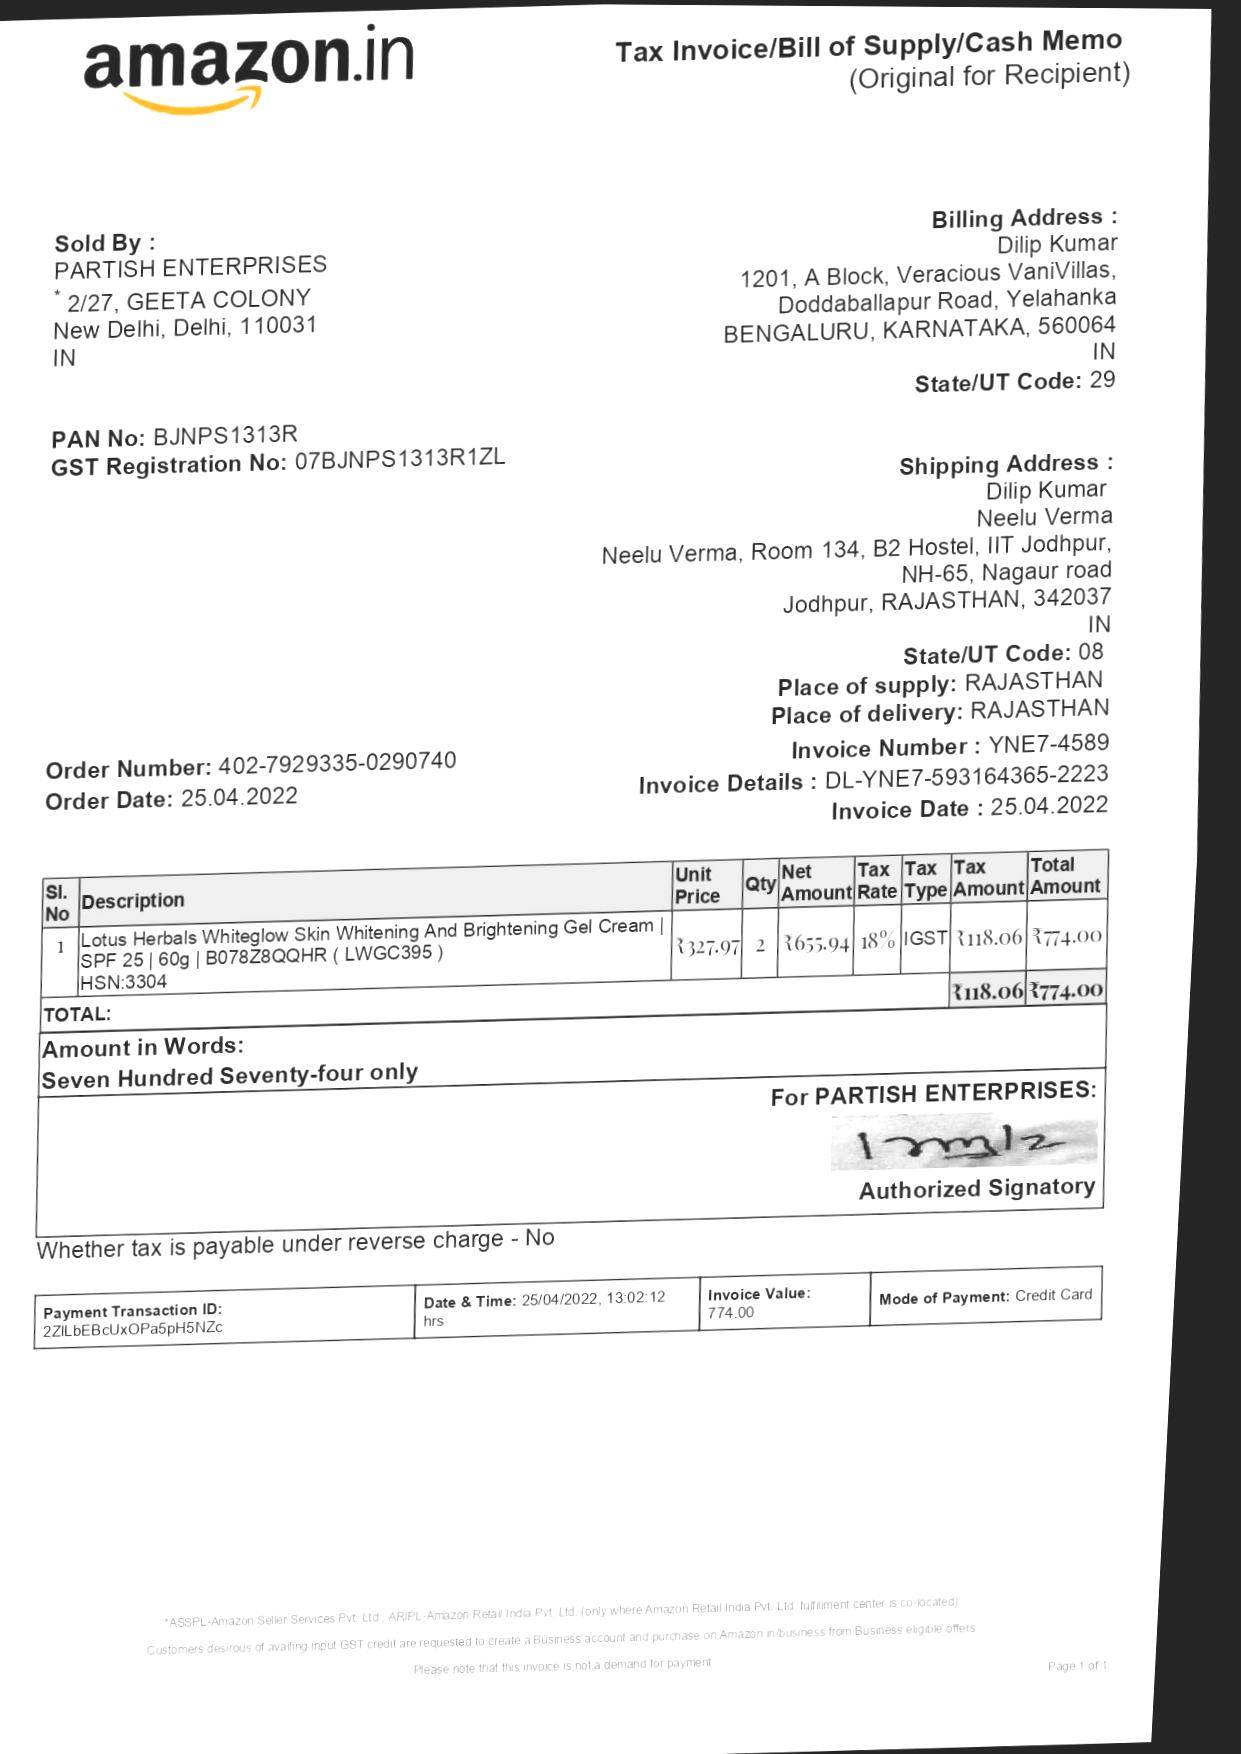 amazon.in
Tax Invoice/Bill of Supply/Cash Memo
(Original for Recipient)
Sold By :
PARTISH ENTERPRISES
* 2/27, GEETA COLONY
New Delhi, Delhi, 110031
IN
Billing Address :
Dilip Kumar
1201, A Block, Veracious VaniVillas,
Doddaballapur Road, Yelahanka
BENGALURU, KARNATAKA, 560064
IN
State/UT Code: 29
PAN No: BJNPS1313R
GST Registration No: 07BJNPS1313R1ZL
Shipping Address :
Dilip Kumar
Neelu Verma
Neelu Verma, Room 134, B2 Hostel, IIT Jodhpur,
NH-65, Nagaur road
Jodhpur, RAJASTHAN, 342037
IN
State/UT Code: 08
Place of supply: RAJASTHAN
Place of delivery: RAJASTHAN
Order Number: 402-7929335-0290740
Order Date: 25.04.2022
Invoice Number : YNE7-4589
Invoice Details : DL-YNE7-593164365-2223
Invoice Date : 25.04.2022
Sl. No Description Unit Price Qty Net Amount Tax Rate Tax Type Tax Amount Total Amount
1 Lotus Herbals Whiteglow Skin Whitening And Brightening Gel Cream | ₹327.97 2 ₹655.94 18% IGST ₹118.06 ₹774.00
SPF 25 | 60g | B078Z8QQHR ( LWGC395 )
HSN:3304
TOTAL: ₹118.06 ₹774.00
Amount in Words:
Seven Hundred Seventy-four only
For PARTISH ENTERPRISES:
Authorized Signatory
Whether tax is payable under reverse charge - No
Payment Transaction ID:
2ZILbEBcUxOPa5pH5NZc
Date & Time: 25/04/2022, 13:02:12
hrs
Invoice Value:
774.00
Mode of Payment: Credit Card
*ASSPL-Amazon Seller Services Pvt. Ltd., ARIPL-Amazon Retail India Pvt. Ltd. (only where Amazon Retail India Pvt. Ltd. fulfillment center is co-located)
Customers desirous of availing input GST credit are requested to create a Business account and purchase on Amazon.in/business from Business eligible offers
Please note that this invoice is not a demand for payment
Page 1 of 1